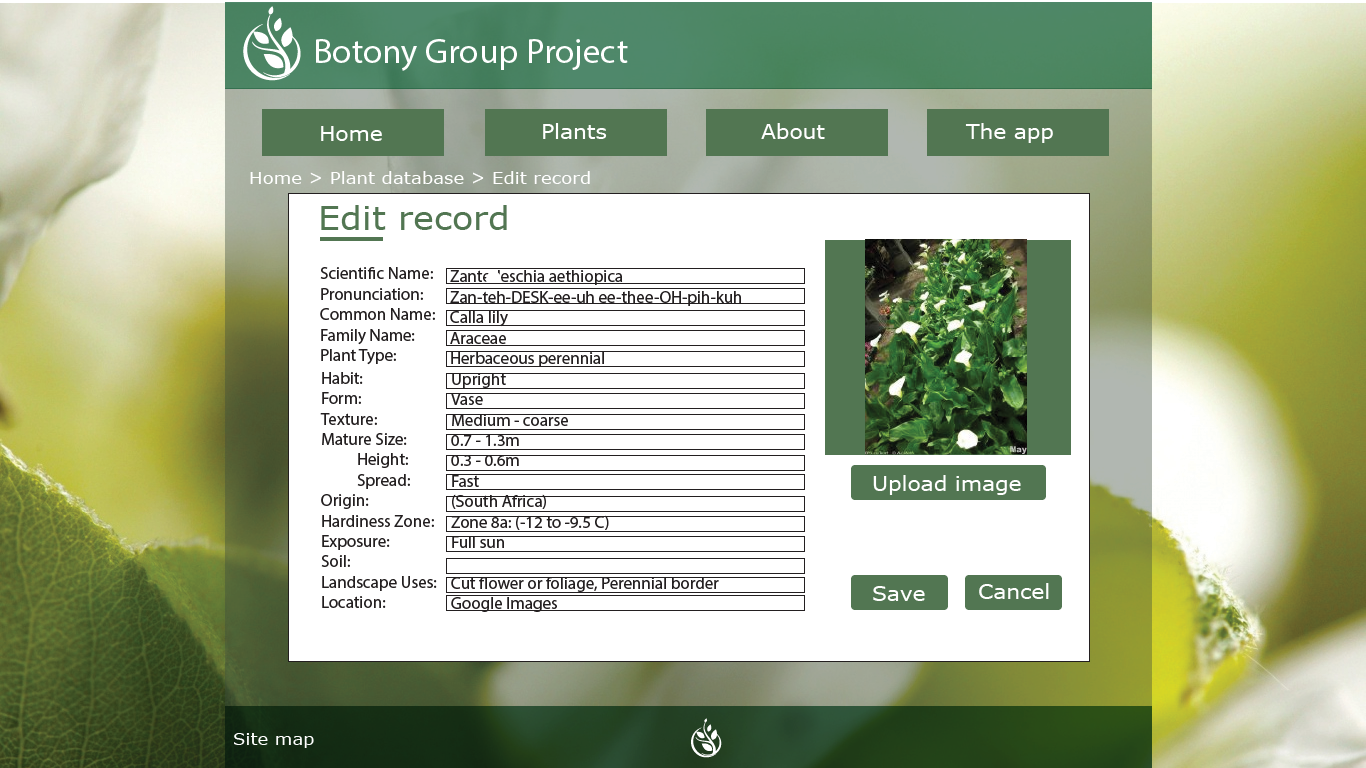 Botony Group Project
Home Plants About The app
Home > Plant database > Edit record
Edit record
Scientific Name: 'eschia aethiopica
Pronunciation: Zan-teh-DESK-ee-uh ee-thee-OH-pih-kuh
Common Name: Calla lily
Family Name: Araceae
Plant Type: Herbaceous perennial
Habit: Upright
Form: Vase
Texture: Medium - coarse
Mature Size: 0.7 - 1.3m
Height: 0.3 - 0.6m
Spread: Fast
Origin: (South Africa)
Hardiness Zone: Zone 8a: (-12 to -9.5 C)
Exposure: Full sun
Soil:
Landscape Uses: Cut flower or foliage, Perennial border
Location: Google Images
May
Upload image
Save Cancel
Site map